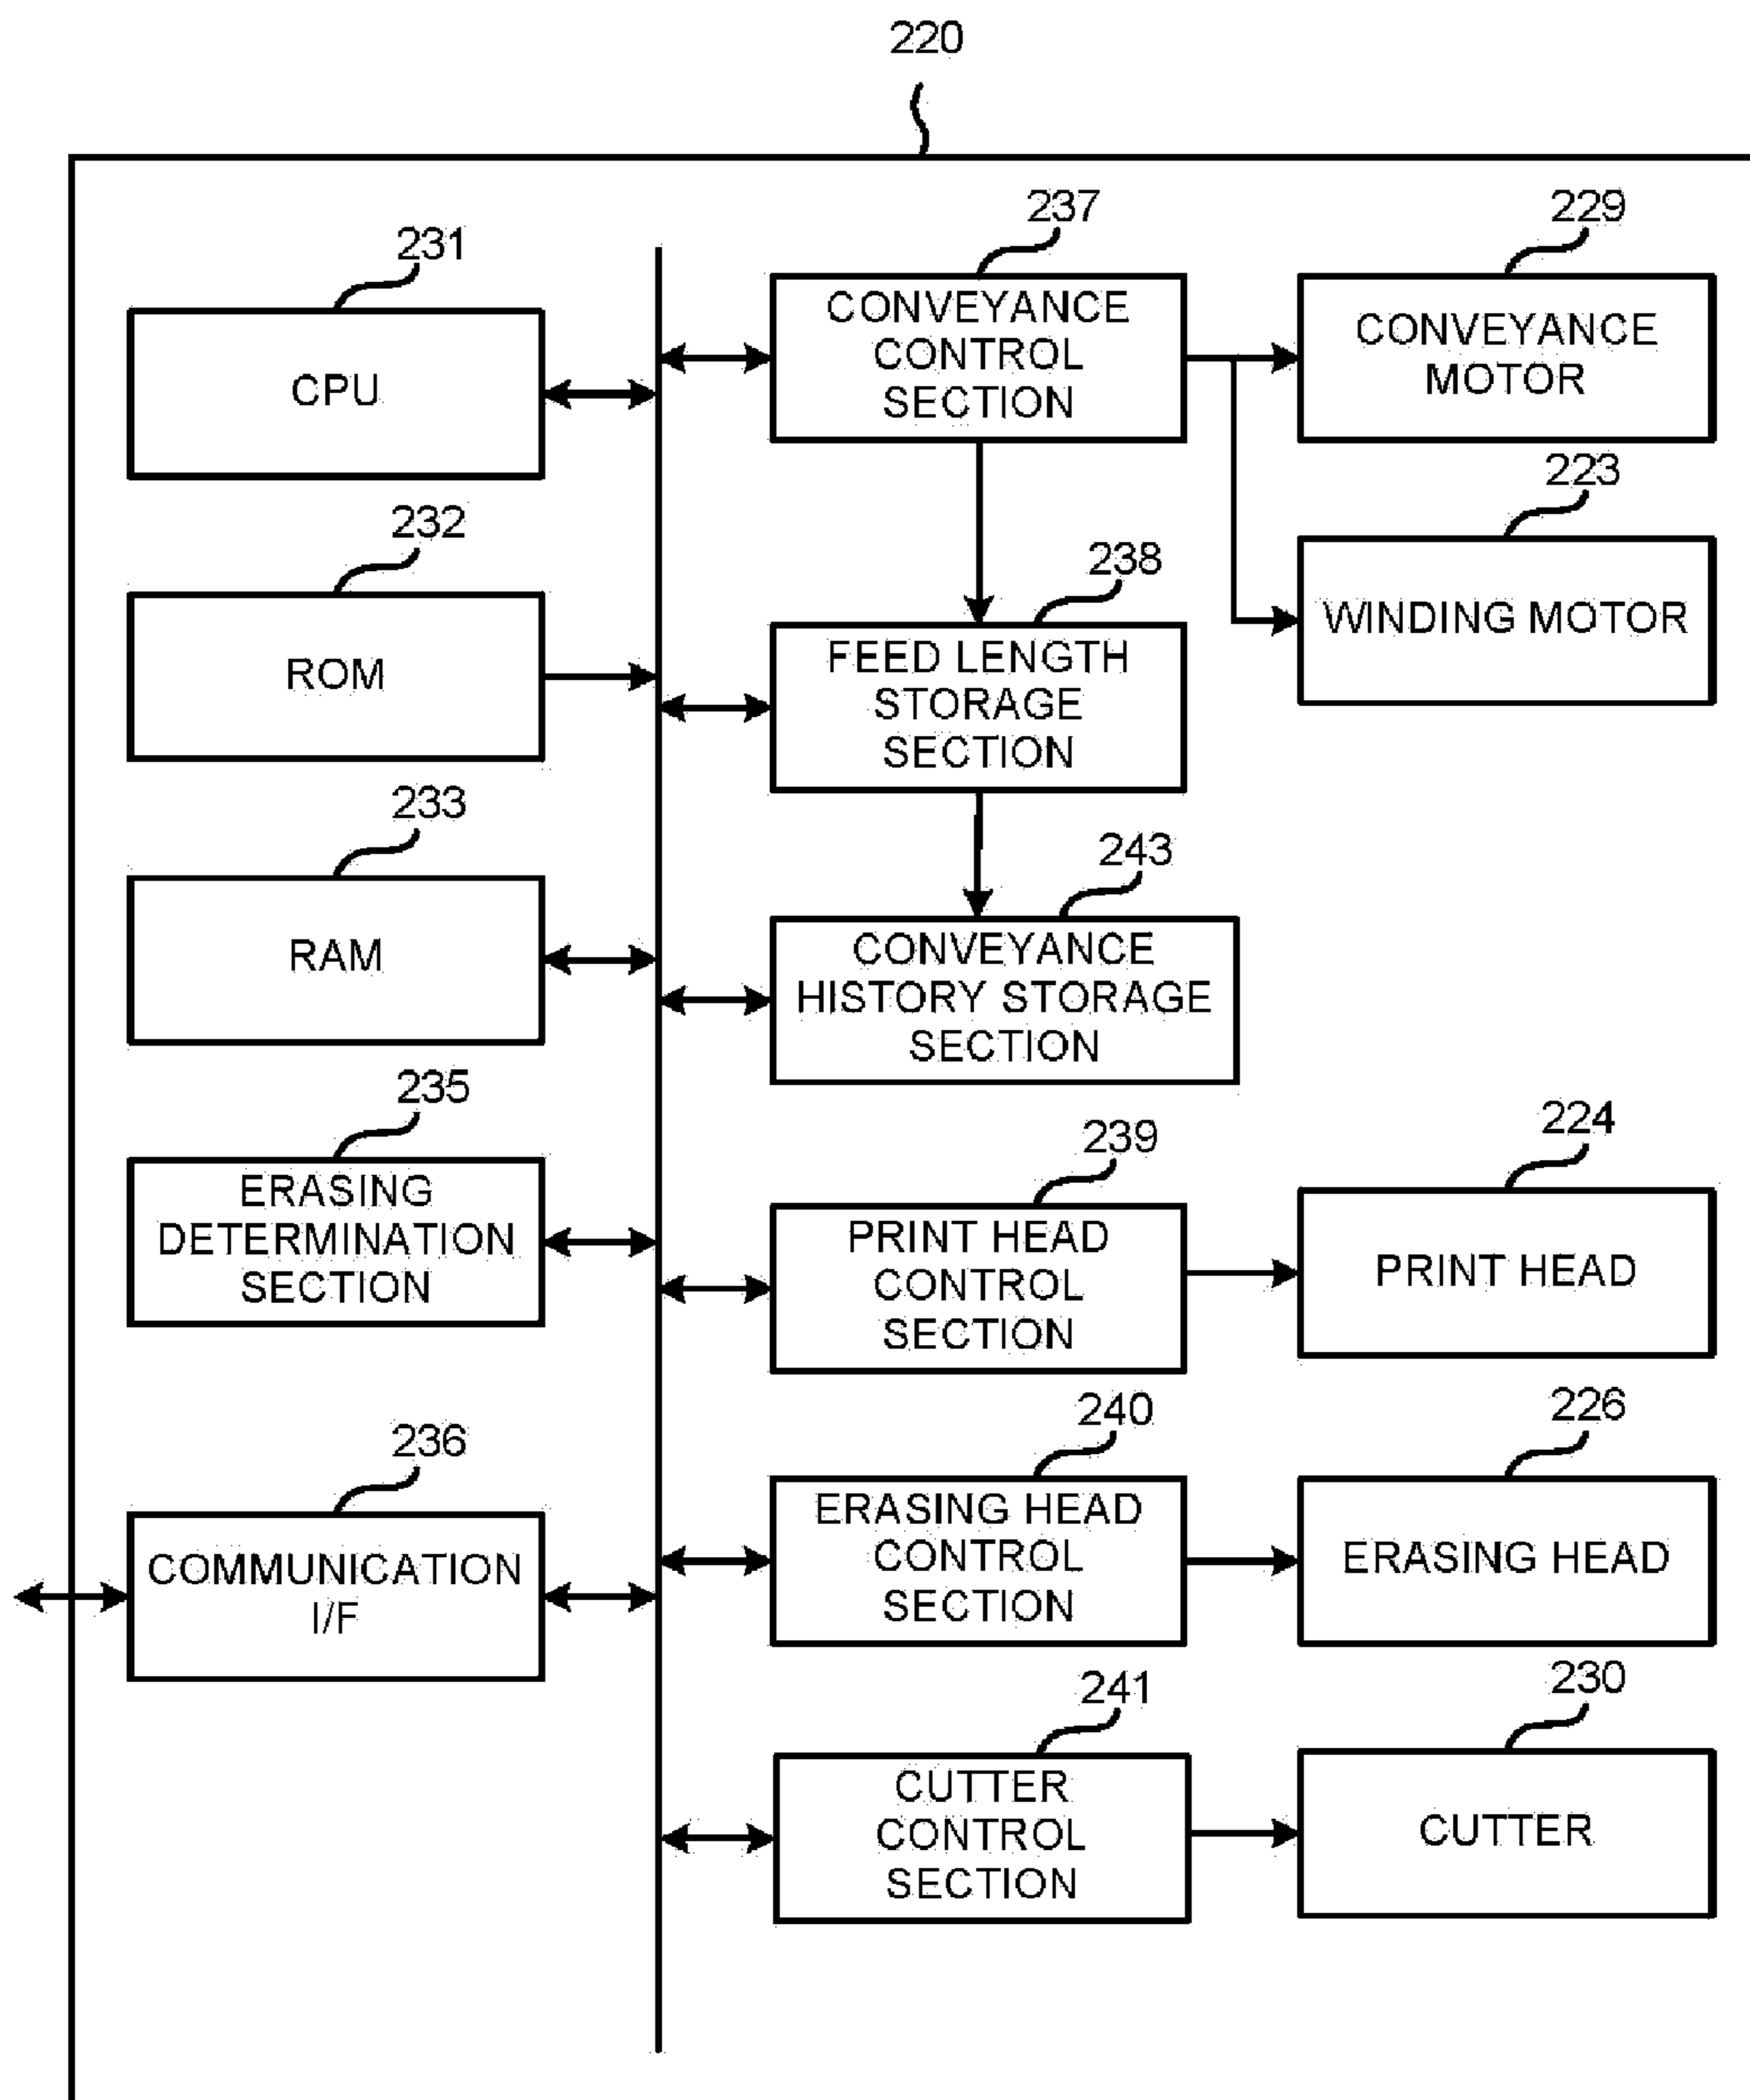 220
231
CPU
232
ROM
233
RAM
235
ERASING
DETERMINATION
SECTION
236
COMMUNICATION
I/F
237
CONVEYANCE
CONTROL
SECTION
238
FEED LENGTH
STORAGE
SECTION
243
CONVEYANCE
HISTORY STORAGE
SECTION
239
PRINT HEAD
CONTROL
SECTION
240
ERASING HEAD
CONTROL
SECTION
241
CUTTER
CONTROL
SECTION
229
CONVEYANCE
MOTOR
223
WINDING MOTOR
224
PRINT HEAD
226
ERASING HEAD
230
CUTTER